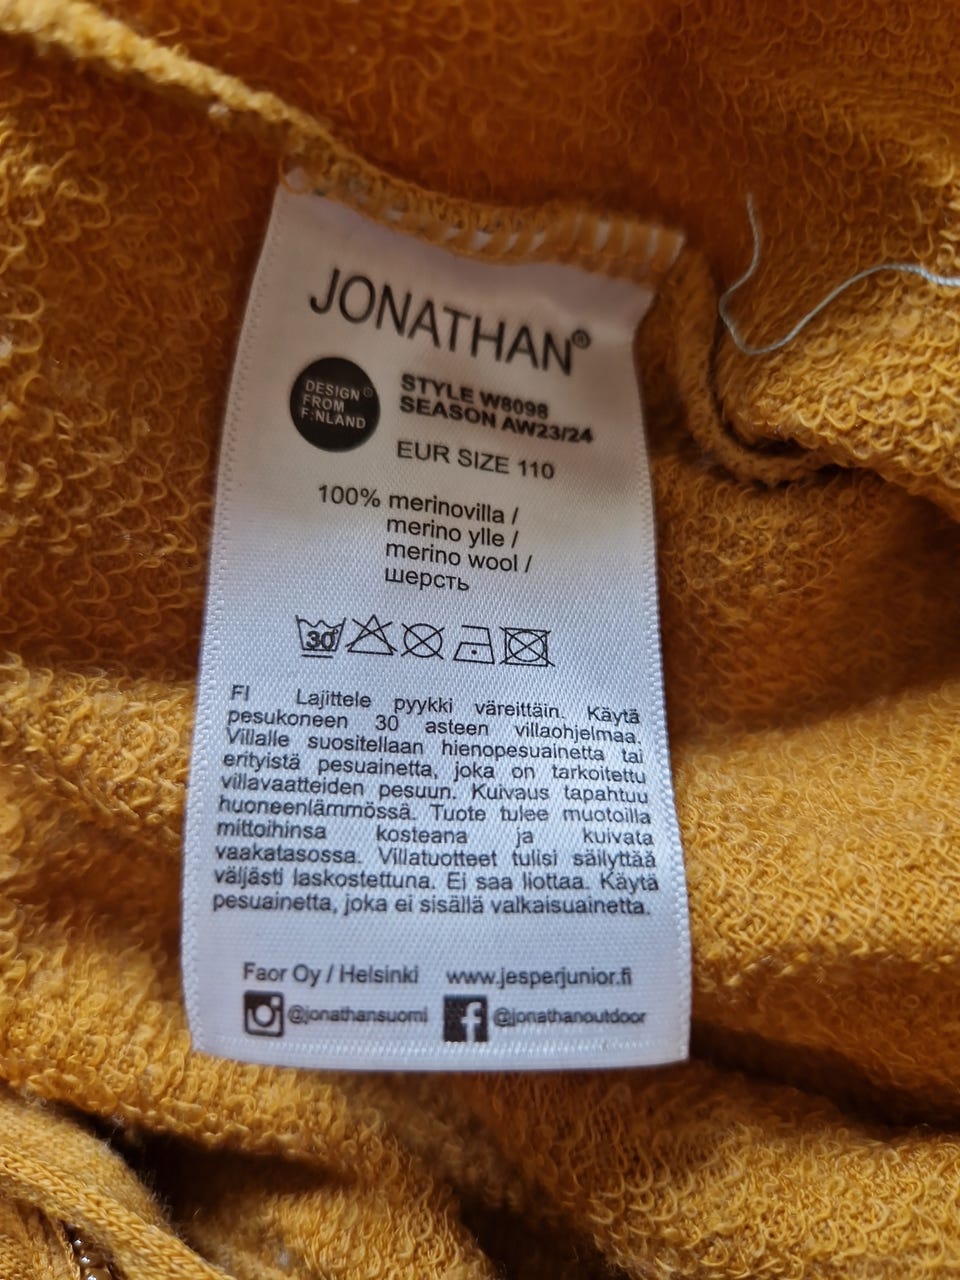 JONATHAN®
DESIGN®
FROM
F:NLAND
STYLE W8098
SEASON AW23/24
EUR SIZE 110
100% merinovilla /
merino ylle /
merino wool /
шерсть
30
FI Lajittele pyykki väreittäin. Käytä
pesukoneen 30 asteen villaohjelmaa.
Villalle suositellaan hienopesuainetta tai
erityistä pesuainetta, joka on tarkoitettu
villavaatteiden pesuun. Kuivaus tapahtuu
huoneenlämmössä. Tuote tulee muotoilla
mittoihinsa kosteana ja kuivata
vaakatasossa. Villatuotteet tulisi säilyttää
väljästi laskostettuna. Ei saa liottaa. Käytä
pesuainetta, joka ei sisällä valkaisuainetta.
Faor Oy / Helsinki www.jesperjunior.fi
@jonathansuomi @jonathanoutdoor